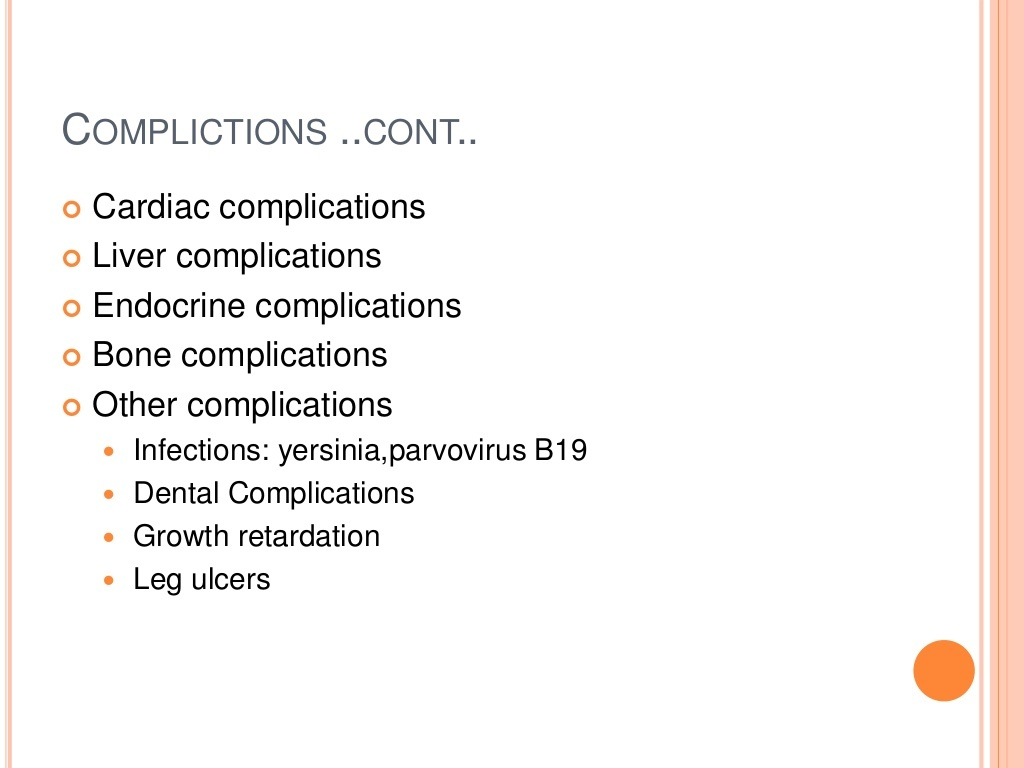 COMPLICTIONS ..CONT..
Cardiac complications
Liver complications
Endocrine complications
Bone complications
Other complications
Infections: yersinia,parvovirus B19
Dental Complications
Growth retardation
Leg ulcers